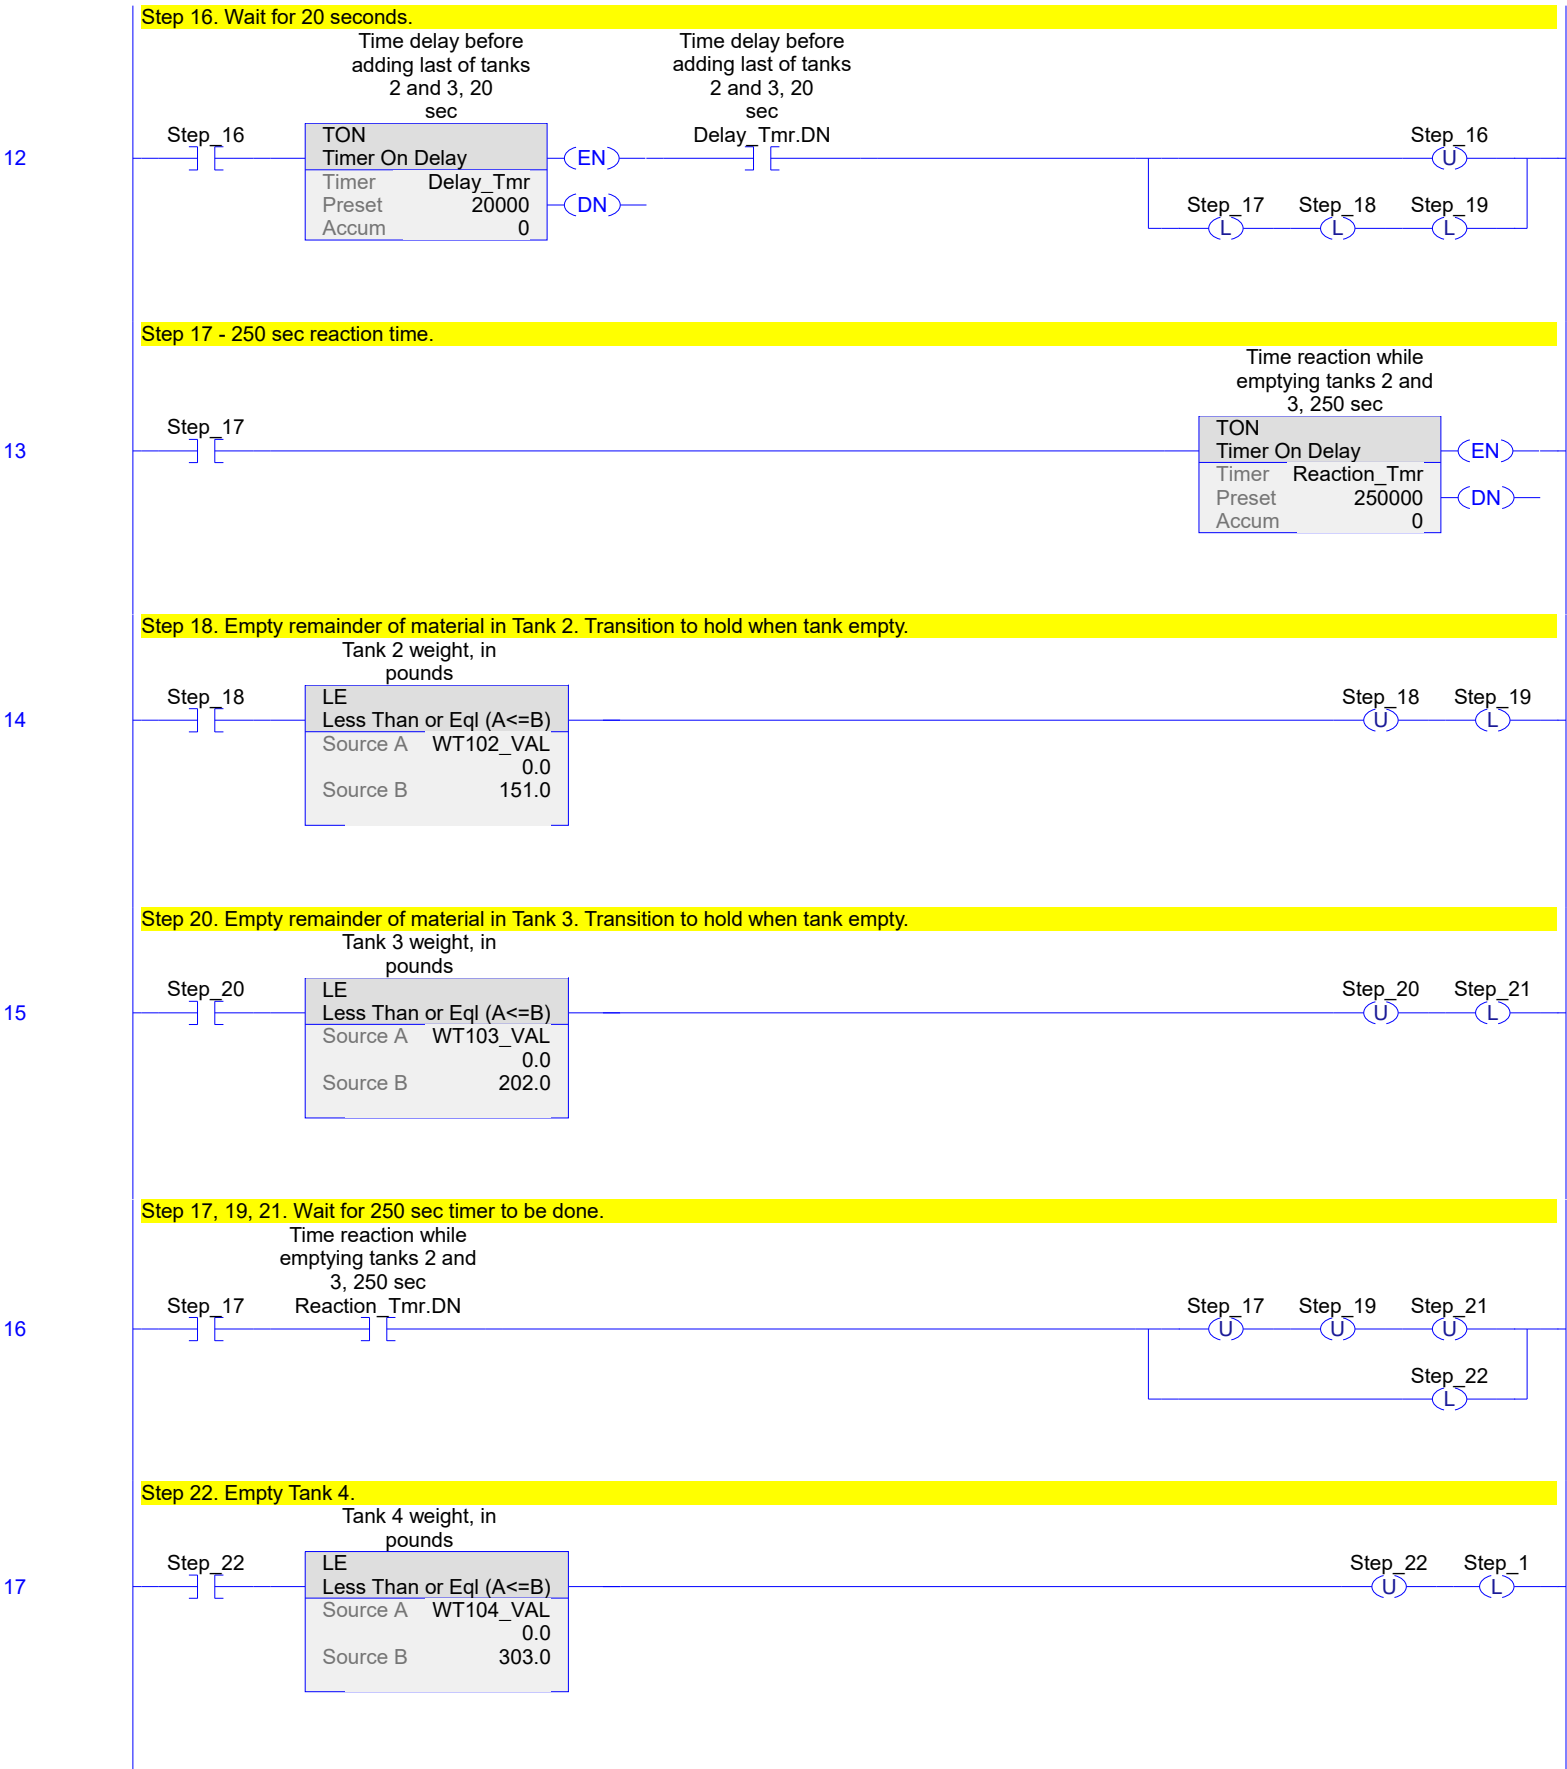 Step 16. Wait for 20 seconds.
Time delay before
adding last of tanks
2 and 3, 20
sec
Time delay before
adding last of tanks
2 and 3, 20
sec
12
Step_16
TON
Timer On Delay
Timer Delay_Tmr
Preset 20000
Accum 0
EN
DN
Delay_Tmr.DN
Step_16
U
Step_17 Step_18 Step_19
L L L
Step 17 - 250 sec reaction time.
Time reaction while
emptying tanks 2 and
3, 250 sec
13
Step_17
TON
Timer On Delay
Timer Reaction_Tmr
Preset 250000
Accum 0
EN
DN
Step 18. Empty remainder of material in Tank 2. Transition to hold when tank empty.
Tank 2 weight, in
pounds
14
Step_18
LE
Less Than or Eql (A<=B)
Source A WT102_VAL
0.0
Source B 151.0
Step_18 Step_19
U L
Step 20. Empty remainder of material in Tank 3. Transition to hold when tank empty.
Tank 3 weight, in
pounds
15
Step_20
LE
Less Than or Eql (A<=B)
Source A WT103_VAL
0.0
Source B 202.0
Step_20 Step_21
U L
Step 17, 19, 21. Wait for 250 sec timer to be done.
Time reaction while
emptying tanks 2 and
3, 250 sec
16
Step_17 Reaction_Tmr.DN
Step_17 Step_19 Step_21
U U U
Step_22
L
Step 22. Empty Tank 4.
Tank 4 weight, in
pounds
17
Step_22
LE
Less Than or Eql (A<=B)
Source A WT104_VAL
0.0
Source B 303.0
Step_22 Step_1
U L